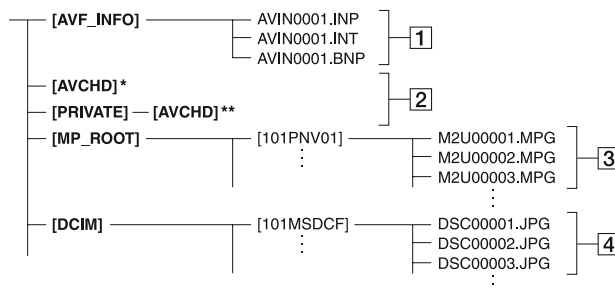 [AVF_INFO] AVIN0001.INP
AVIN0001.INT 1
AVIN0001.BNP
[AVCHD]*
2
[PRIVATE] [AVCHD]**
[MP_ROOT] [101PNV01] M2U00001.MPG
M2U00002.MPG 3
M2U00003.MPG
[DCIM] [101MSDCF] DSC00001.JPG
DSC00002.JPG 4
DSC00003.JPG